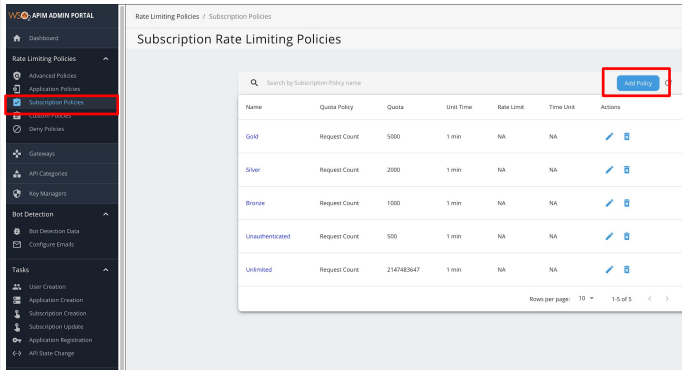 WSO2 APIM ADMIN PORTAL
Rate Limiting Policies / Subscription Policies
Dashboard
Subscription Rate Limiting Policies
Rate Limiting Policies
Advanced Policies
Application Policies
Subscription Policies
Custom Policies
Deny Policies
Gateways
API Categories
Key Managers
Bot Detection
Bot Detection Data
Configure Emails
Tasks
User Creation
Application Creation
Subscription Creation
Subscription Update
Application Registration
API State Change
Search by Subscription Policy name
Add Policy
Name Quota Policy Quota Unit Time Rate Limit Time Unit Actions
Gold Request Count 5000 1 min NA NA
Silver Request Count 2000 1 min NA NA
Bronze Request Count 1000 1 min NA NA
Unauthenticated Request Count 500 1 min NA NA
Unlimited Request Count 2147483647 1 min NA NA
Rows per page: 10 1-5 of 5